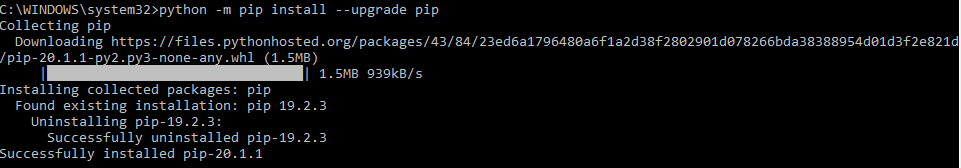 C:\WINDOWS\system32>python -m pip install --upgrade pip
Collecting pip
Downloading https://files.pythonhosted.org/packages/43/84/23ed6a1796480a6f1a2d38f2802901d078266bda38388954d01d3f2e821d
/pip-20.1.1-py2.py3-none-any.whl (1.5MB)
|████████████████████████████████| 1.5MB 939kB/s
Installing collected packages: pip
Found existing installation: pip 19.2.3
Uninstalling pip-19.2.3:
Successfully uninstalled pip-19.2.3
Successfully installed pip-20.1.1